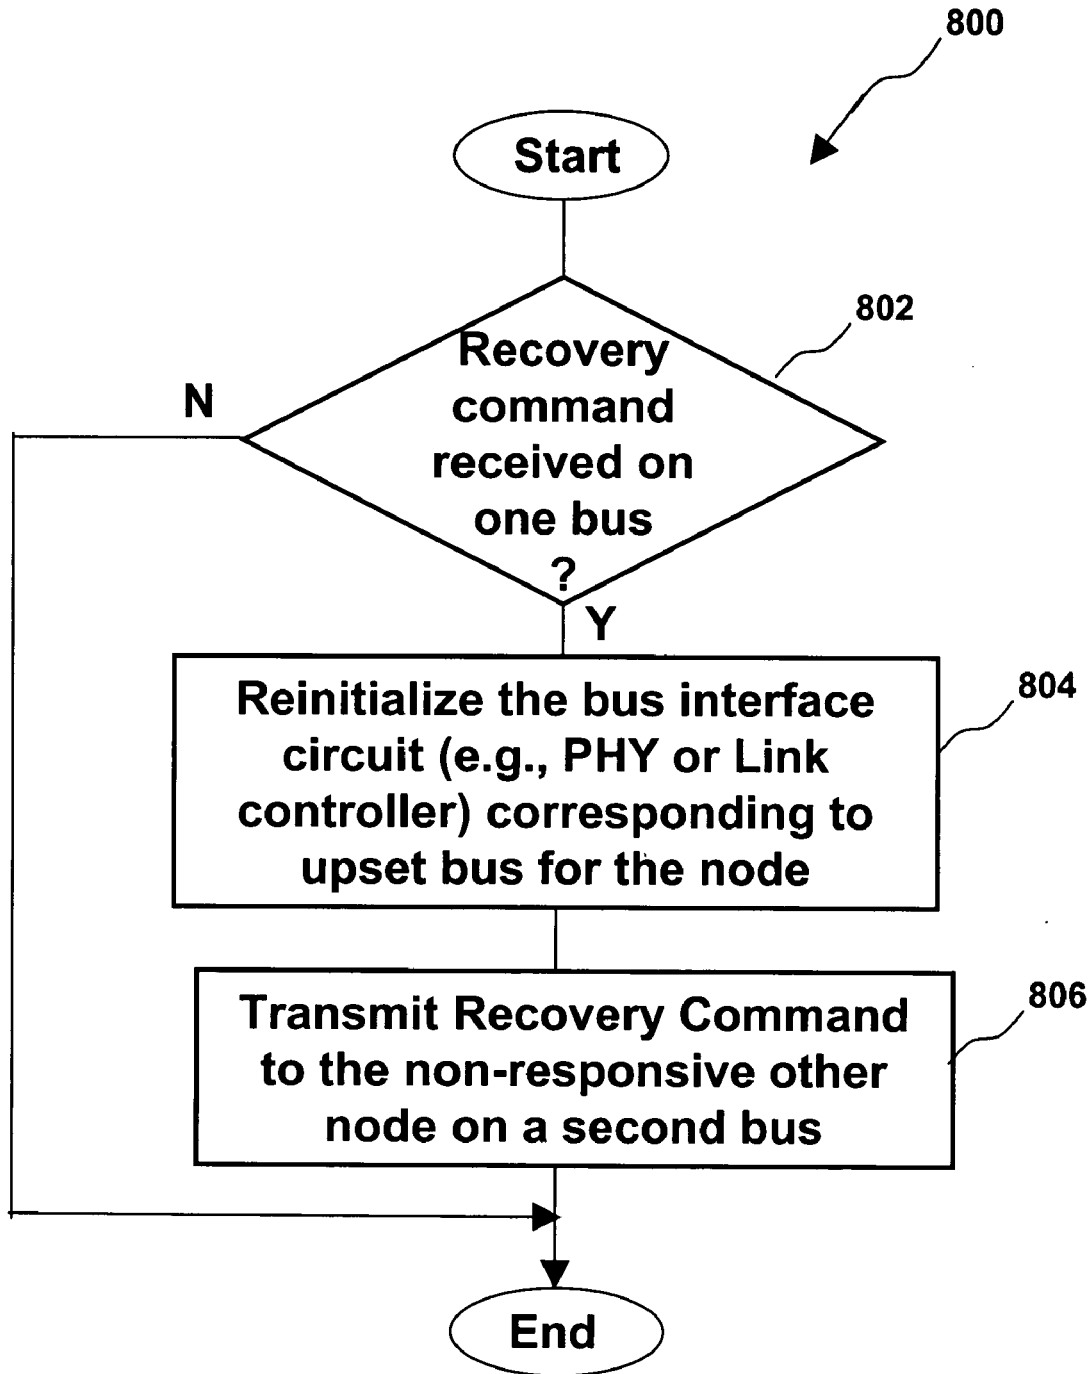 800
Start
802
Recovery
command
received on
one bus
?
N
Y
804
Reinitialize the bus interface
circuit (e.g., PHY or Link
controller) corresponding to
upset bus for the node
806
Transmit Recovery Command
to the non-responsive other
node on a second bus
End